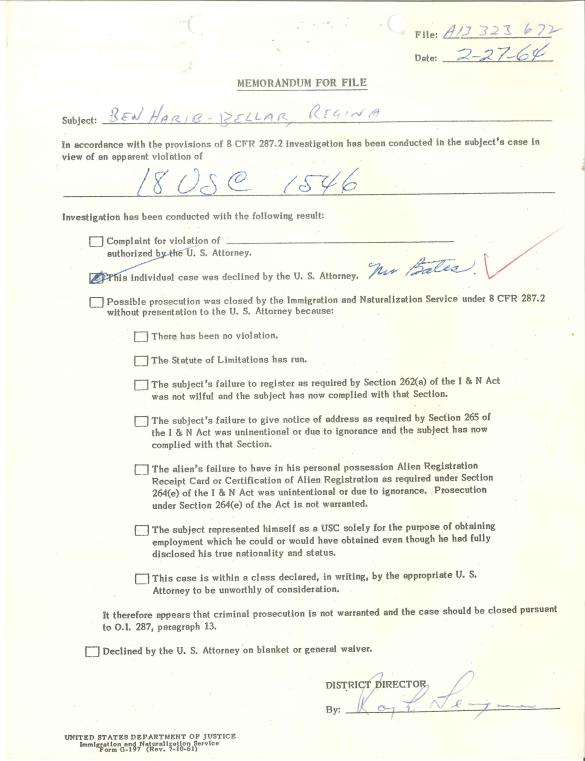 File: A13 323 672
Date: 2-27-64
MEMORANDUM FOR FILE
Subject: BEN HARIB-BELLAR, REGINA
In accordance with the provisions of 8 CFR 287.2 investigation has been conducted in the subject's case in
view of an apparent violation of
18 USC 1546
Investigation has been conducted with the following result:
Complaint for violation of
authorized by the U. S. Attorney.
This individual case was declined by the U. S. Attorney. Mr Bates.
Possible prosecution was closed by the Immigration and Naturalization Service under 8 CFR 287.2
without presentation to the U. S. Attorney because:
There has been no violation.
The Statute of Limitations has run.
The subject's failure to register as required by Section 262(a) of the I & N Act
was not wilful and the subject has now complied with that Section.
The subject's failure to give notice of address as required by Section 265 of
the I & N Act was unintentional or due to ignorance and the subject has now
complied with that Section.
The alien's failure to have in his personal possession Alien Registration
Receipt Card or Certification of Alien Registration as required under Section
264(e) of the I & N Act was unintentional or due to ignorance. Prosecution
under Section 264(e) of the Act is not warranted.
The subject represented himself as a USC solely for the purpose of obtaining
employment which he could or would have obtained even though he had fully
disclosed his true nationality and status.
This case is within a class declared, in writing, by the appropriate U. S.
Attorney to be unworthy of consideration.
It therefore appears that criminal prosecution is not warranted and the case should be closed pursuant
to O.I. 287, paragraph 13.
Declined by the U. S. Attorney on blanket or general waiver.
DISTRICT DIRECTOR
By:
UNITED STATES DEPARTMENT OF JUSTICE
Immigration and Naturalization Service
Form G-197 (Rev. 7-10-61)